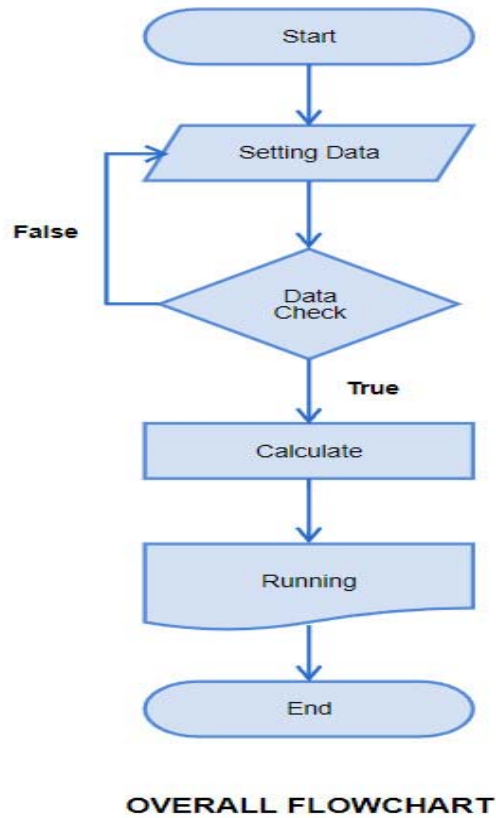 Start
Setting Data
False
Data
Check
True
Calculate
Running
End
OVERALL FLOWCHART